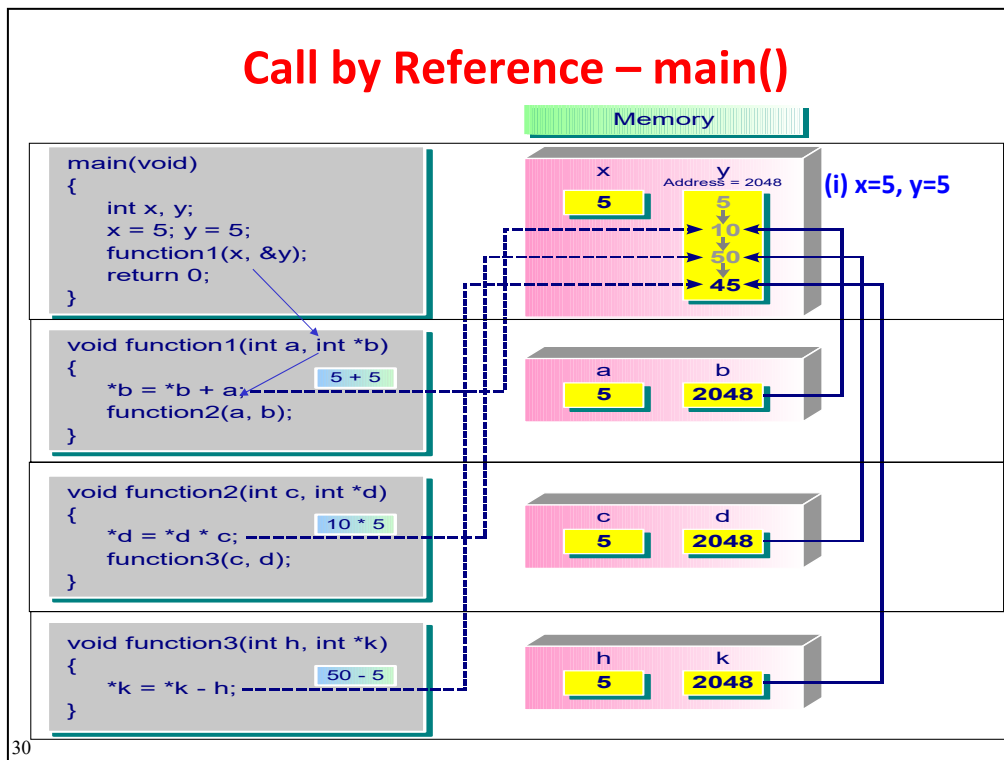 Call by Reference – main()
Memory
main(void)
{
int x, y;
x = 5; y = 5;
function1(x, &y);
return 0;
}
x
5
y
Address = 2048
5
10
50
45
(i) x=5, y=5
void function1(int a, int *b)
{
*b = *b + a;
5 + 5
function2(a, b);
}
a
5
b
2048
void function2(int c, int *d)
{
*d = *d * c;
10 * 5
function3(c, d);
}
c
5
d
2048
void function3(int h, int *k)
{
*k = *k - h;
50 - 5
}
h
5
k
2048
30